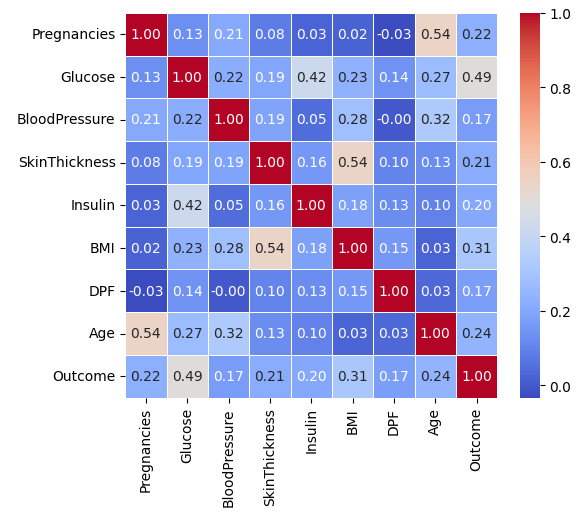 Pregnancies 1.00 0.13 0.21 0.08 0.03 0.02 -0.03 0.54 0.22
Glucose 0.13 1.00 0.22 0.19 0.42 0.23 0.14 0.27 0.49
BloodPressure 0.21 0.22 1.00 0.19 0.05 0.28 -0.00 0.32 0.17
SkinThickness 0.08 0.19 0.19 1.00 0.16 0.54 0.10 0.13 0.21
Insulin 0.03 0.42 0.05 0.16 1.00 0.18 0.13 0.10 0.20
BMI 0.02 0.23 0.28 0.54 0.18 1.00 0.15 0.03 0.31
DPF -0.03 0.14 -0.00 0.10 0.13 0.15 1.00 0.03 0.17
Age 0.54 0.27 0.32 0.13 0.10 0.03 0.03 1.00 0.24
Outcome 0.22 0.49 0.17 0.21 0.20 0.31 0.17 0.24 1.00
Pregnancies
Glucose
BloodPressure
SkinThickness
Insulin
BMI
DPF
Age
Outcome
1.0
0.8
0.6
0.4
0.2
0.0